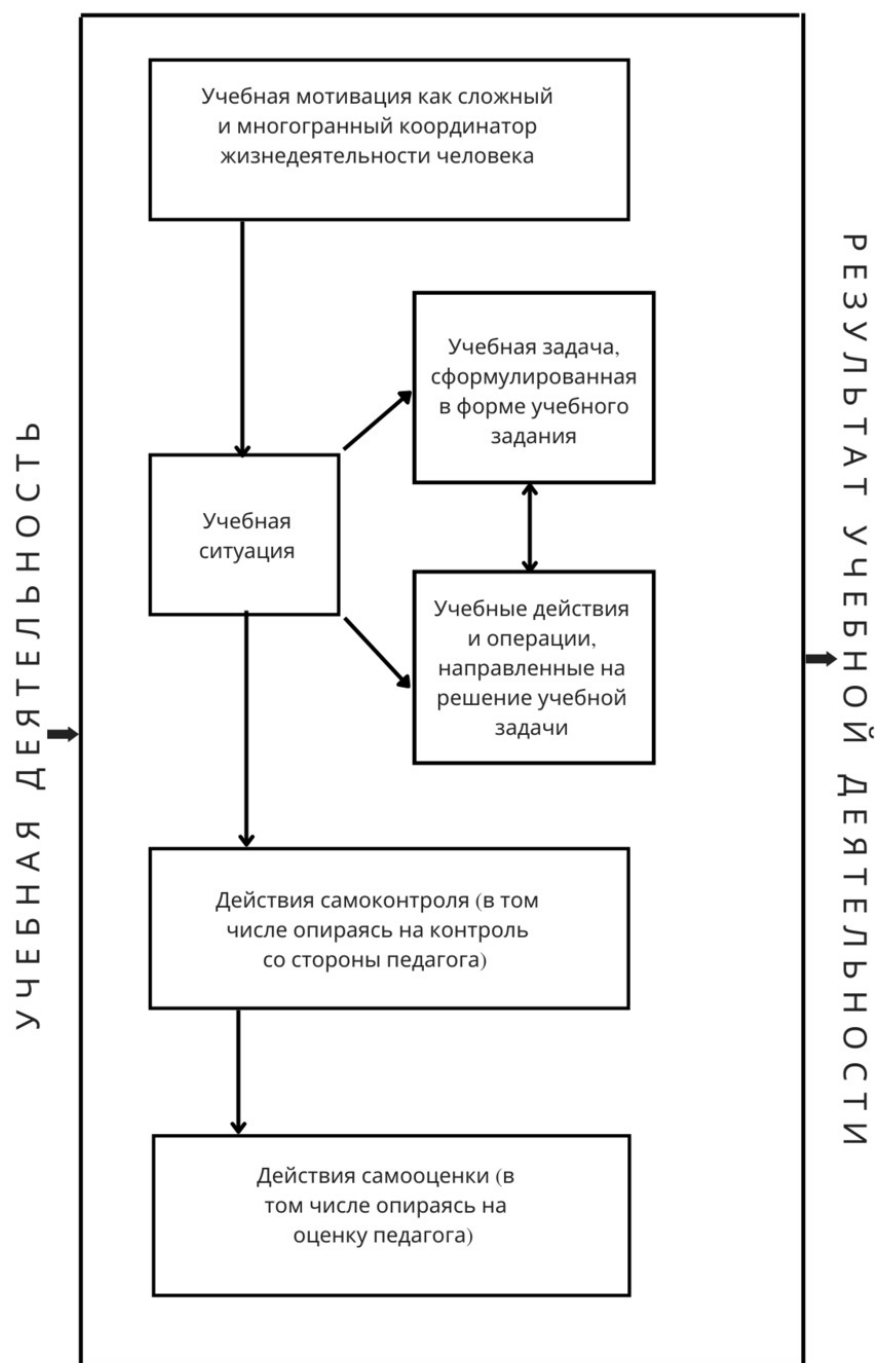 УЧЕБНАЯ ДЕЯТЕЛЬНОСТЬ
Учебная мотивация как сложный
и многогранный координатор
жизнедеятельности человека
Учебная задача,
сформулированная
в форме учебного
задания
Учебная
ситуация
Учебные действия
и операции,
направленные на
решение учебной
задачи
Действия самоконтроля (в том
числе опираясь на контроль
со стороны педагога)
Действия самооценки (в
том числе опираясь на
оценку педагога)
РЕЗУЛЬТАТ УЧЕБНОЙ ДЕЯТЕЛЬНОСТИ